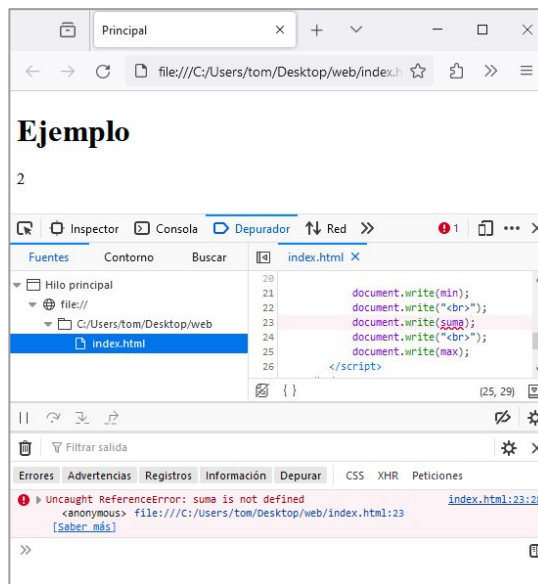 Principal
file:///C:/Users/tom/Desktop/web/index.h
Ejemplo
2
Inspector Consola Depurador Red 1
Fuentes Contorno Buscar index.html
Hilo principal
file://
C:/Users/tom/Desktop/web
index.html
20
21 document.write(min);
22 document.write("<br>");
23 document.write(suma);
24 document.write("<br>");
25 document.write(max);
26 </script>
{ } (25, 29)
Filtrar salida
Errores Advertencias Registros Información Depurar CSS XHR Peticiones
Uncaught ReferenceError: suma is not defined index.html:23:28
<anonymous> file:///C:/Users/tom/Desktop/web/index.html:23
[Saber más]